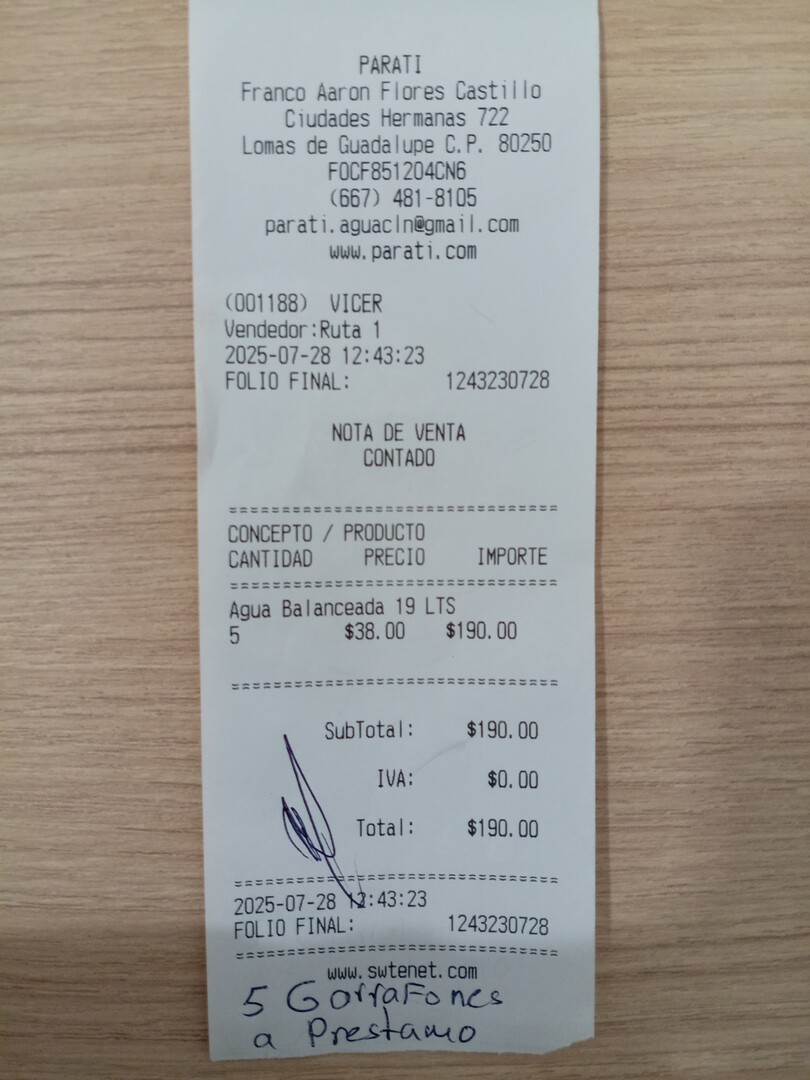 PARATI
Franco Aaron Flores Castillo
Ciudades Hermanas 722
Lomas de Guadalupe C.P. 80250
FOCF851204CN6
(667) 481-8105
parati.aguacln@gmail.com
www.parati.com
(001188) VICER
Vendedor:Ruta 1
2025-07-28 12:43:23
FOLIO FINAL: 1243230728
NOTA DE VENTA
CONTADO
================================
CONCEPTO / PRODUCTO
CANTIDAD PRECIO IMPORTE
================================
Agua Balanceada 19 LTS
5 $38.00 $190.00
================================
SubTotal: $190.00
IVA: $0.00
Total: $190.00
================================
2025-07-28 12:43:23
FOLIO FINAL: 1243230728
================================
www.swtenet.com
5 Garrafones
a Prestamo